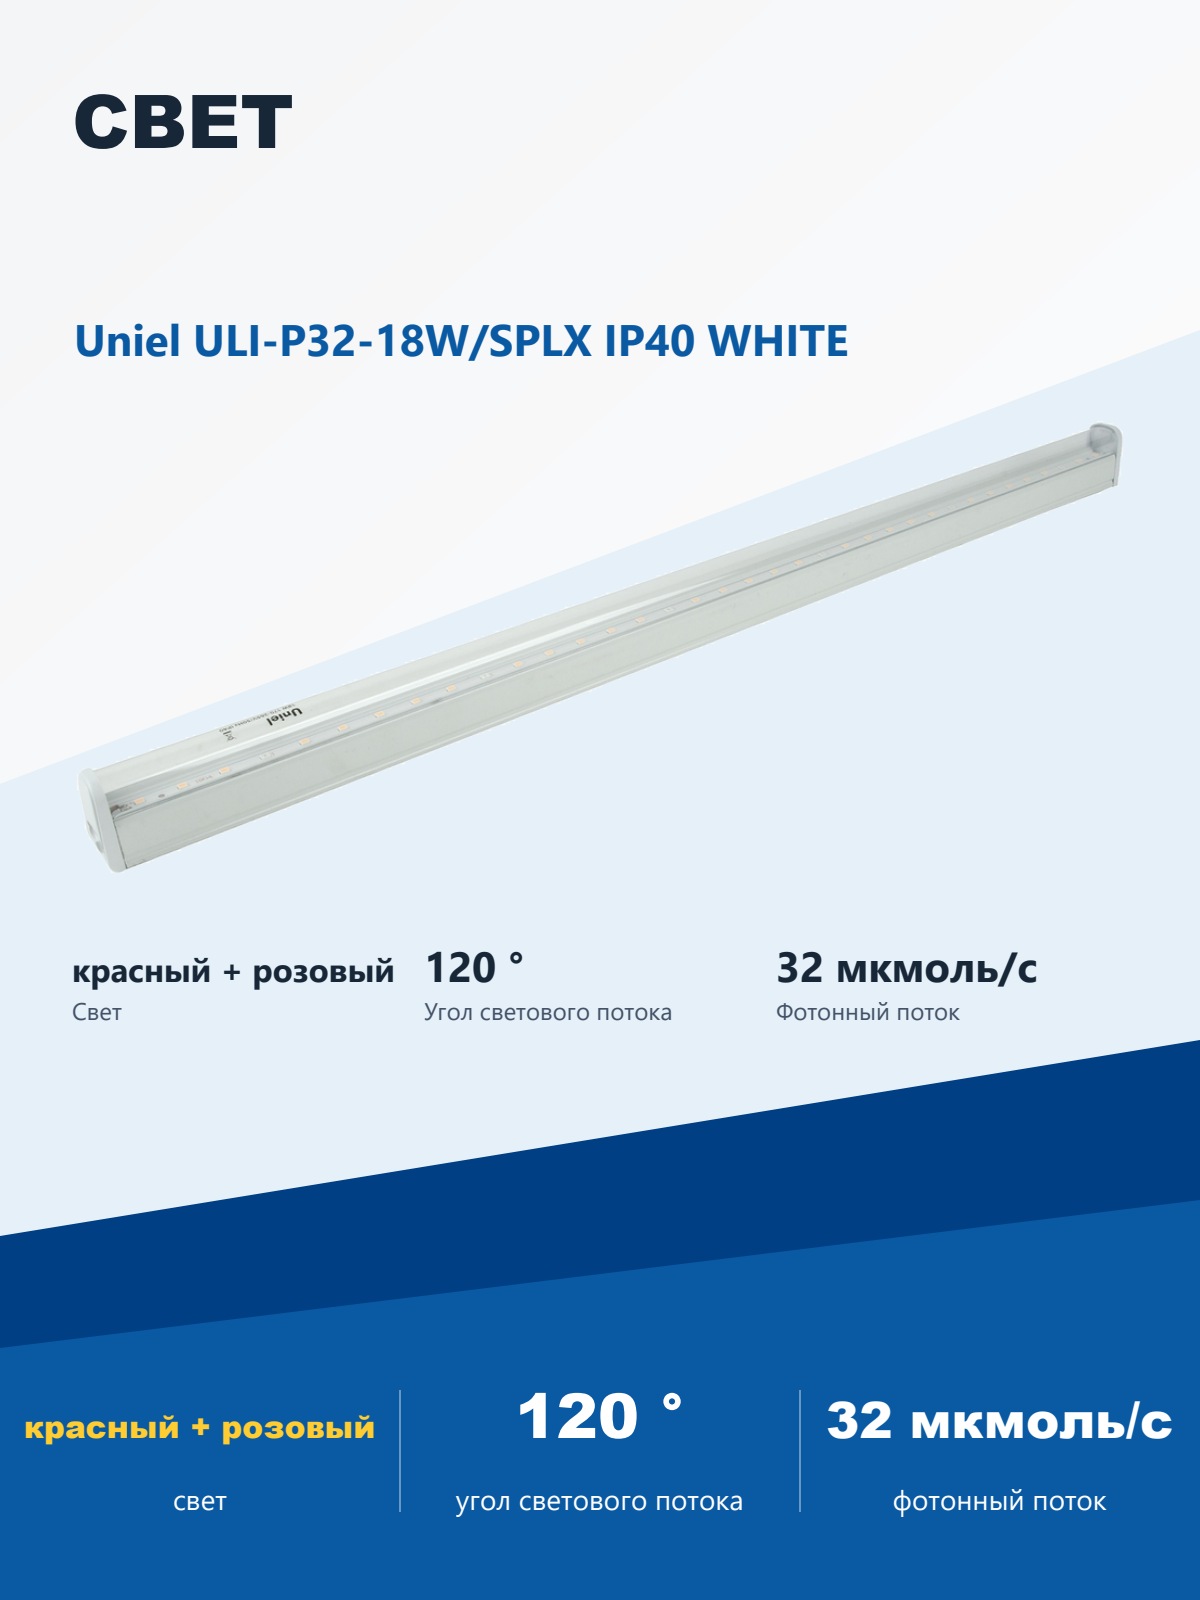 СВЕТ
Uniel ULI-P32-18W/SPLX IP40 WHITE
Uniel
красный + розовый
Свет
120 °
Угол светового потока
32 мкмоль/с
Фотонный поток
красный + розовый
свет
120 °
угол светового потока
32 мкмоль/с
фотонный поток